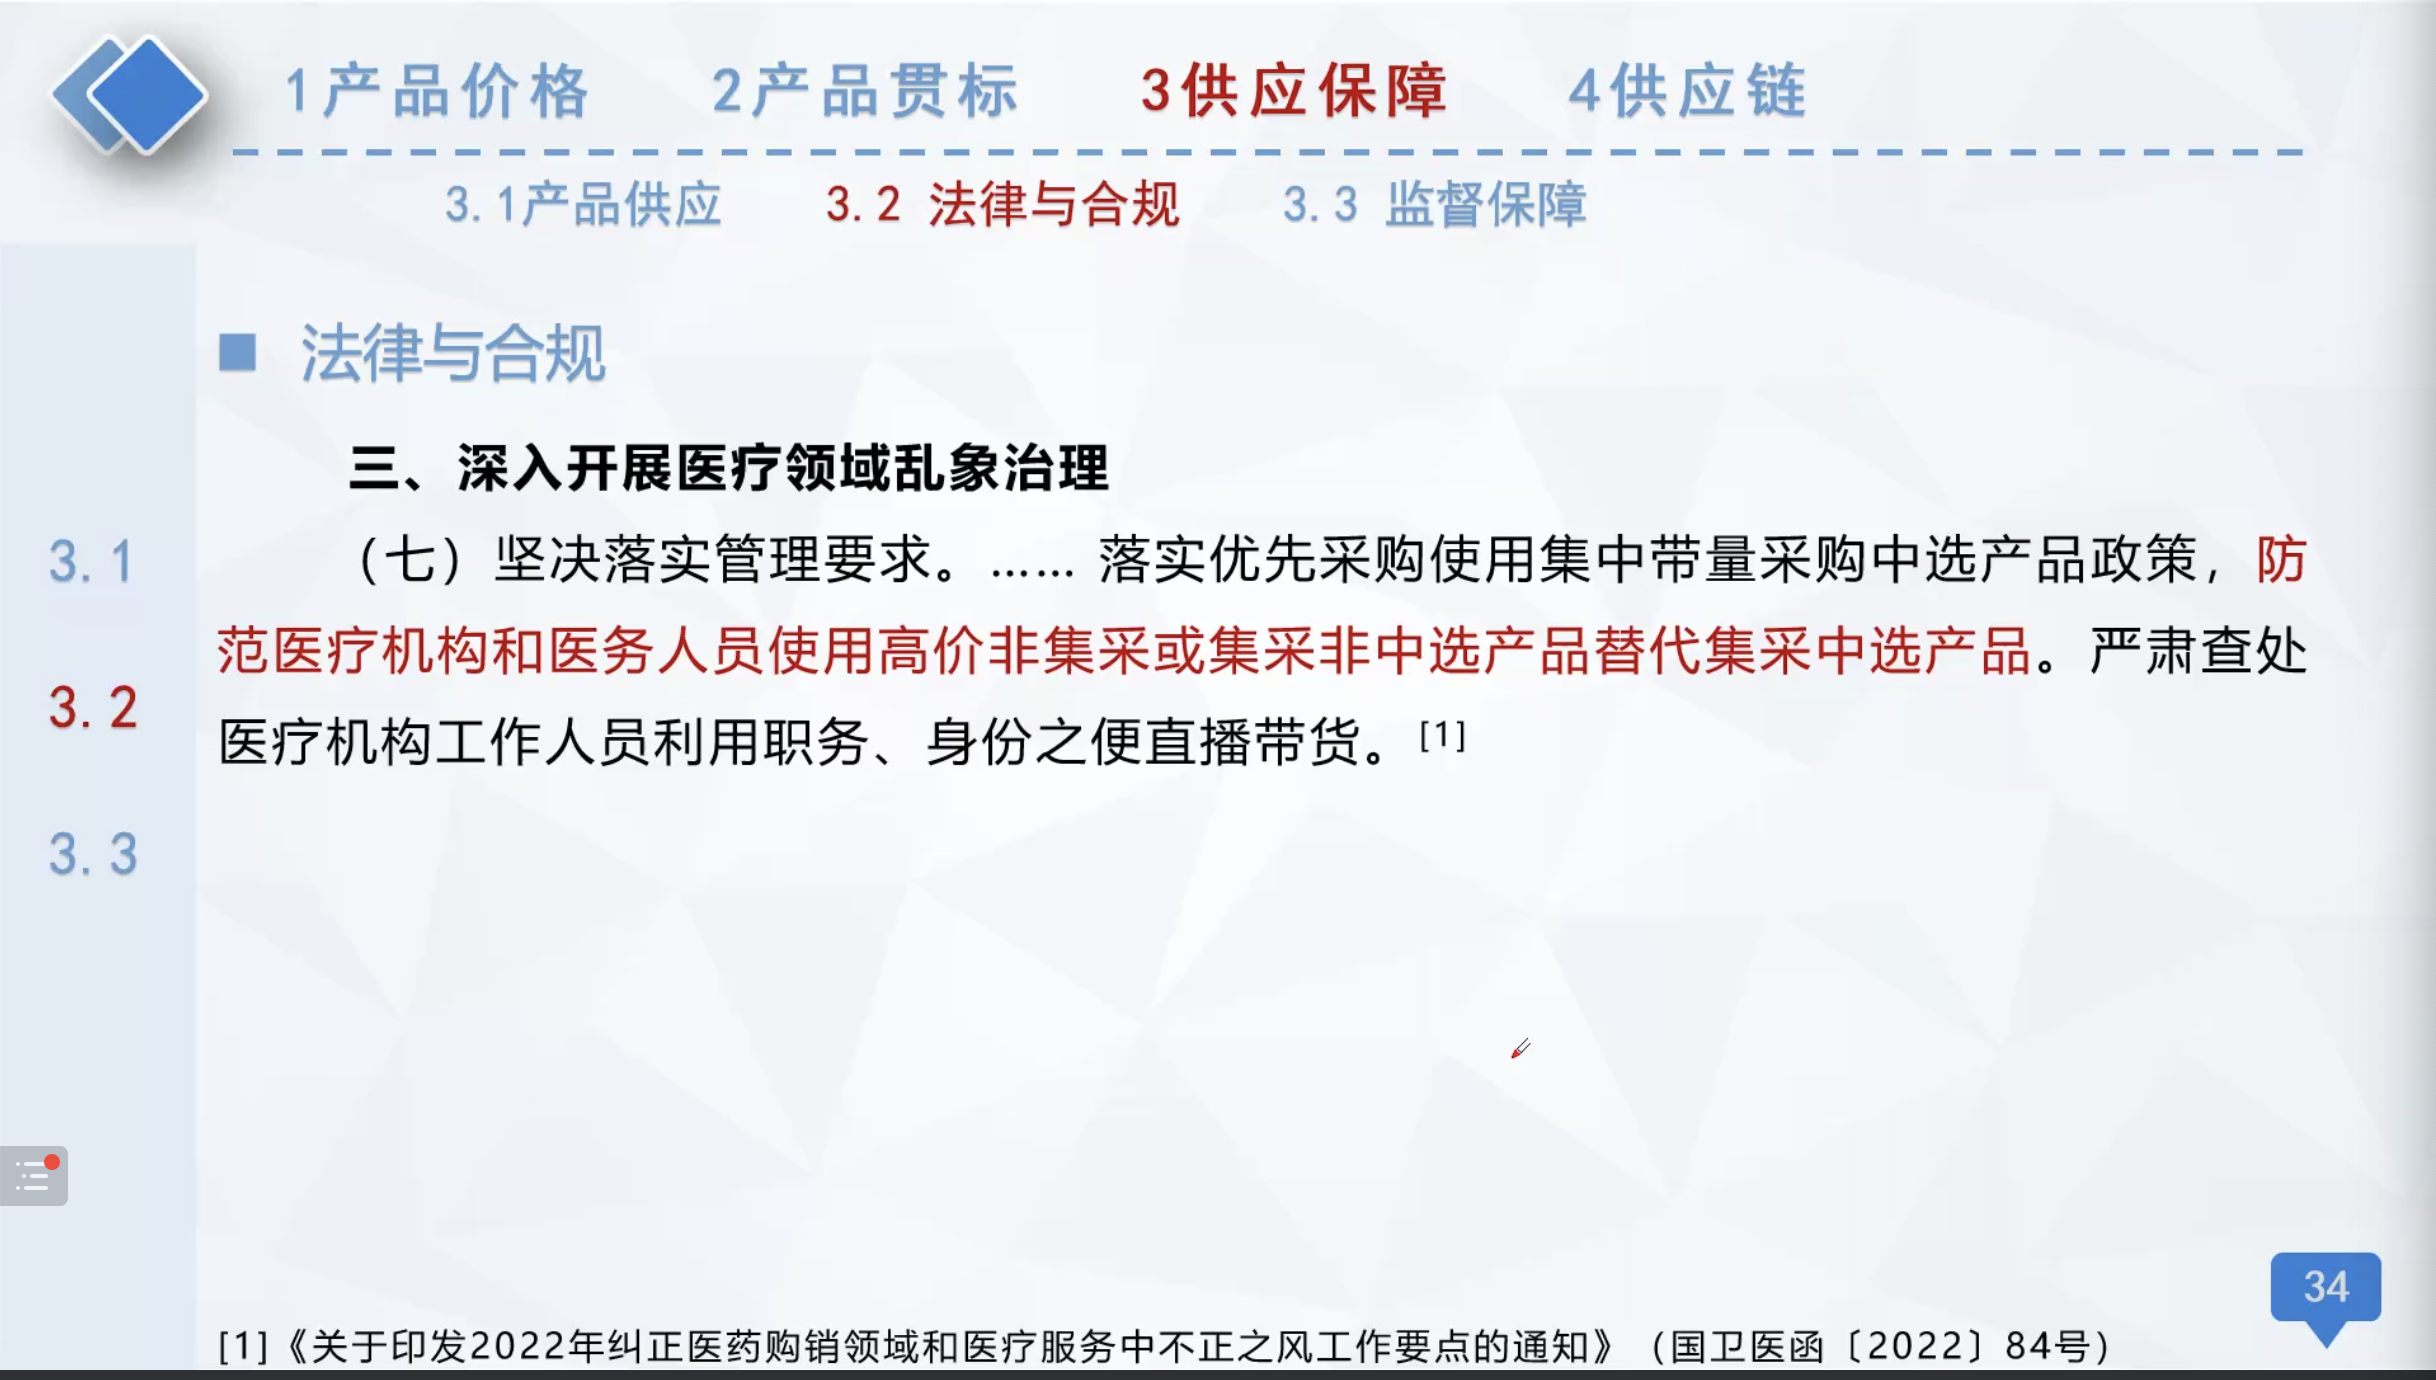 1产品价格 2产品贯标 3供应保障 4供应链
3.1产品供应 3.2 法律与合规 3.3 监督保障
■ 法律与合规
三、深入开展医疗领域乱象治理
（七）坚决落实管理要求。…… 落实优先采购使用集中带量采购中选产品政策，防
范医疗机构和医务人员使用高价非集采或集采非中选产品替代集采中选产品。严肃查处
医疗机构工作人员利用职务、身份之便直播带货。[1]
3.1
3.2
3.3
34
[1]《关于印发2022年纠正医药购销领域和医疗服务中不正之风工作要点的通知》（国卫医函〔2022〕84号）